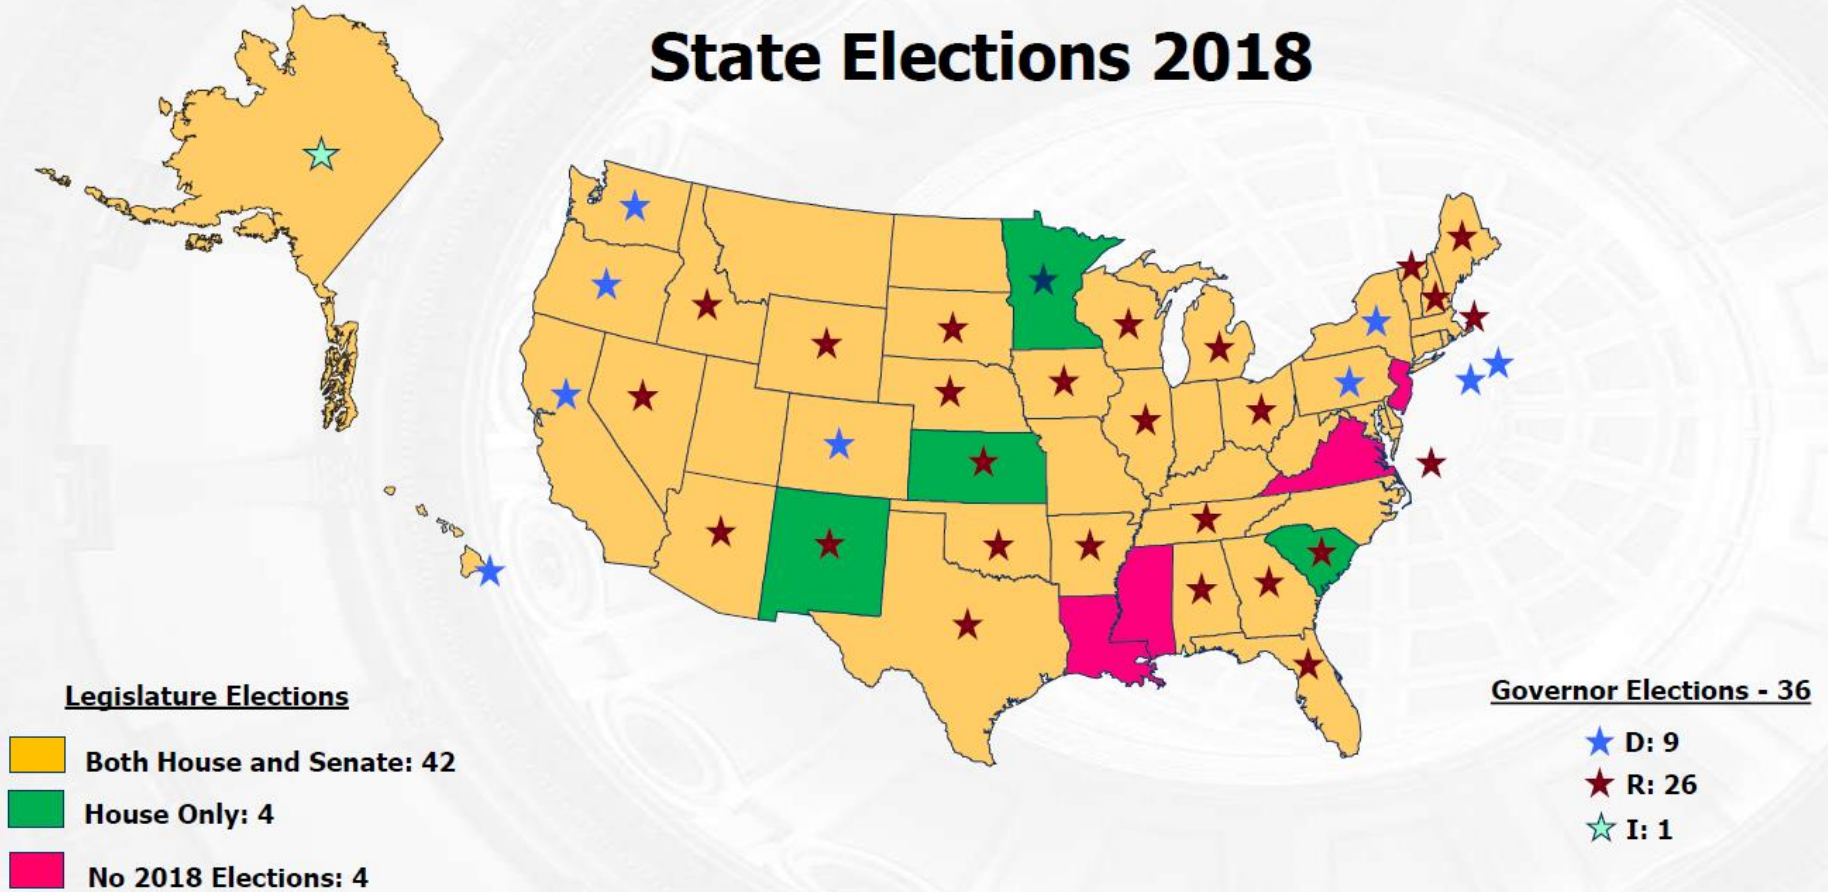 State Elections 2018
Legislature Elections
Both House and Senate: 42
House Only: 4
No 2018 Elections: 4
Governor Elections - 36
D: 9
R: 26
I: 1